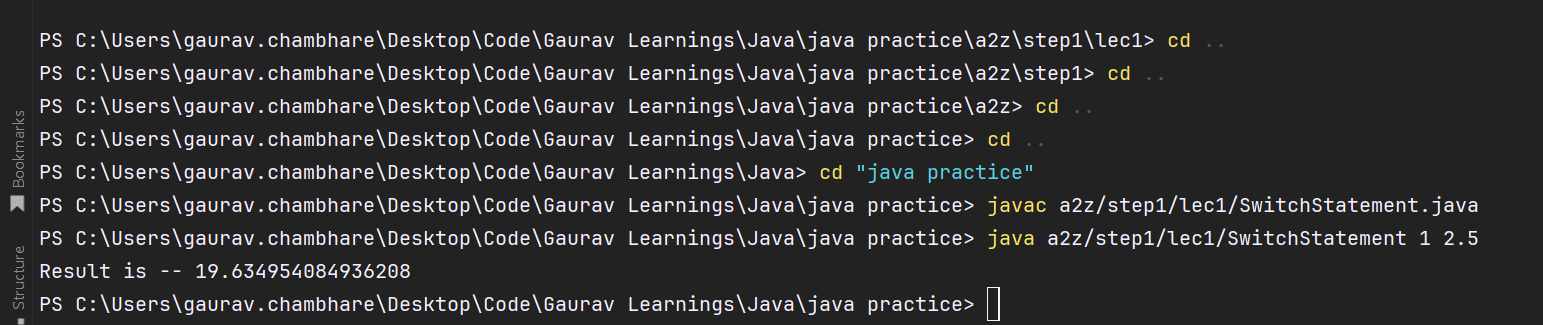 PS C:\Users\gaurav.chambhare\Desktop\Code\Gaurav Learnings\Java\java practice\a2z\step1\lec1> cd ..
PS C:\Users\gaurav.chambhare\Desktop\Code\Gaurav Learnings\Java\java practice\a2z\step1> cd ..
PS C:\Users\gaurav.chambhare\Desktop\Code\Gaurav Learnings\Java\java practice\a2z> cd ..
PS C:\Users\gaurav.chambhare\Desktop\Code\Gaurav Learnings\Java\java practice> cd ..
PS C:\Users\gaurav.chambhare\Desktop\Code\Gaurav Learnings\Java> cd "java practice"
PS C:\Users\gaurav.chambhare\Desktop\Code\Gaurav Learnings\Java\java practice> javac a2z/step1/lec1/SwitchStatement.java
PS C:\Users\gaurav.chambhare\Desktop\Code\Gaurav Learnings\Java\java practice> java a2z/step1/lec1/SwitchStatement 1 2.5
Result is -- 19.634954084936208
PS C:\Users\gaurav.chambhare\Desktop\Code\Gaurav Learnings\Java\java practice>
Bookmarks
Structure